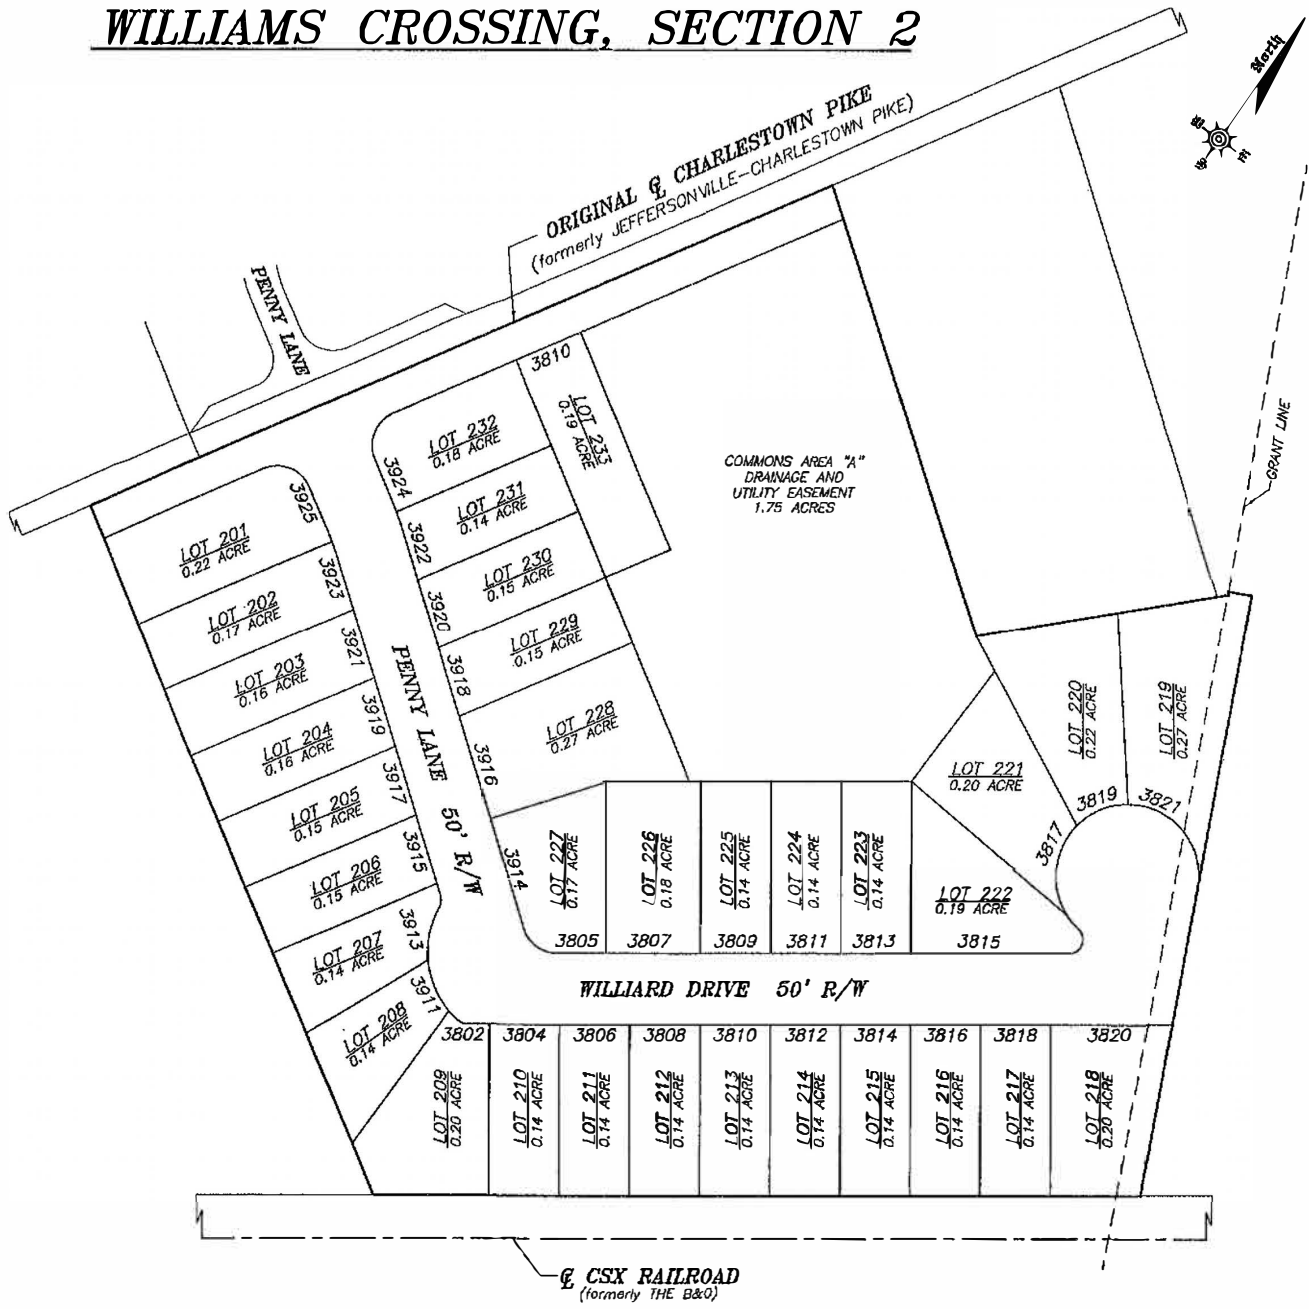 WILLIAMS CROSSING, SECTION 2
North
ORIGINAL ℄ CHARLESTOWN PIKE
(formerly JEFFERSONVILLE-CHARLESTOWN PIKE)
PENNY LANE
GRANT LINE
3810
LOT 233
0.19 ACRE
LOT 232
0.18 ACRE
3924
LOT 231
0.14 ACRE
3922
LOT 230
0.15 ACRE
3920
LOT 229
0.15 ACRE
3918
LOT 228
0.27 ACRE
3916
COMMONS AREA "A"
DRAINAGE AND
UTILITY EASEMENT
1.75 ACRES
3925
LOT 201
0.22 ACRE
3923
LOT 202
0.17 ACRE
3921
LOT 203
0.16 ACRE
3919
LOT 204
0.16 ACRE
3917
LOT 205
0.15 ACRE
3915
LOT 206
0.15 ACRE
3913
LOT 207
0.14 ACRE
3911
LOT 208
0.14 ACRE
PENNY LANE 50' R/W
3914
LOT 227
0.17 ACRE
3805
LOT 226
0.18 ACRE
3807
LOT 225
0.14 ACRE
3809
LOT 224
0.14 ACRE
3811
LOT 223
0.14 ACRE
3813
LOT 222
0.19 ACRE
3815
LOT 221
0.20 ACRE
3817
LOT 220
0.22 ACRE
3819
LOT 219
0.27 ACRE
3821
WILLIARD DRIVE 50' R/W
3802
LOT 209
0.20 ACRE
3804
LOT 210
0.14 ACRE
3806
LOT 211
0.14 ACRE
3808
LOT 212
0.14 ACRE
3810
LOT 213
0.14 ACRE
3812
LOT 214
0.14 ACRE
3814
LOT 215
0.14 ACRE
3816
LOT 216
0.14 ACRE
3818
LOT 217
0.14 ACRE
3820
LOT 218
0.20 ACRE
℄ CSX RAILROAD
(formerly THE B&O)